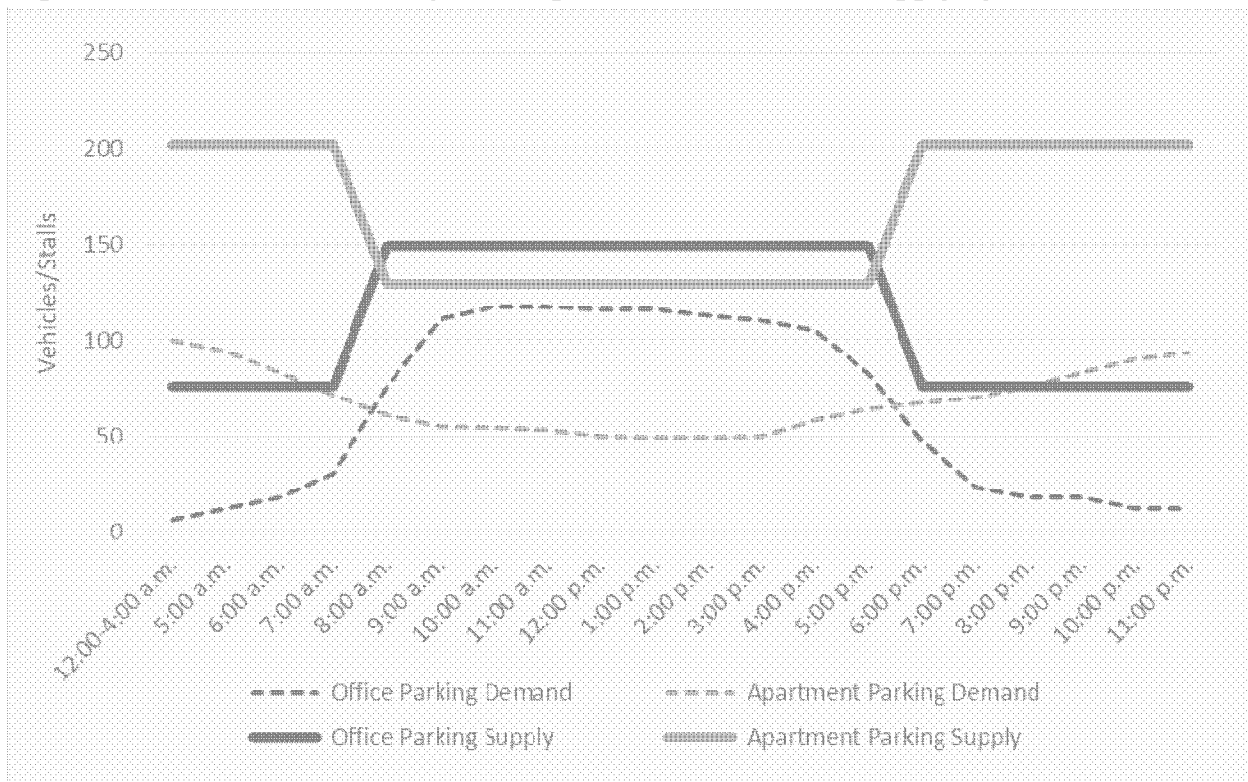 250
200
150
100
50
0
Vehicles/Stalls
12:00-4:00 a.m.
5:00 a.m.
6:00 a.m.
7:00 a.m.
8:00 a.m.
9:00 a.m.
10:00 a.m.
11:00 a.m.
12:00 p.m.
1:00 p.m.
2:00 p.m.
3:00 p.m.
4:00 p.m.
5:00 p.m.
6:00 p.m.
7:00 p.m.
8:00 p.m.
9:00 p.m.
10:00 p.m.
11:00 p.m.
Office Parking Demand
Apartment Parking Demand
Office Parking Supply
Apartment Parking Supply